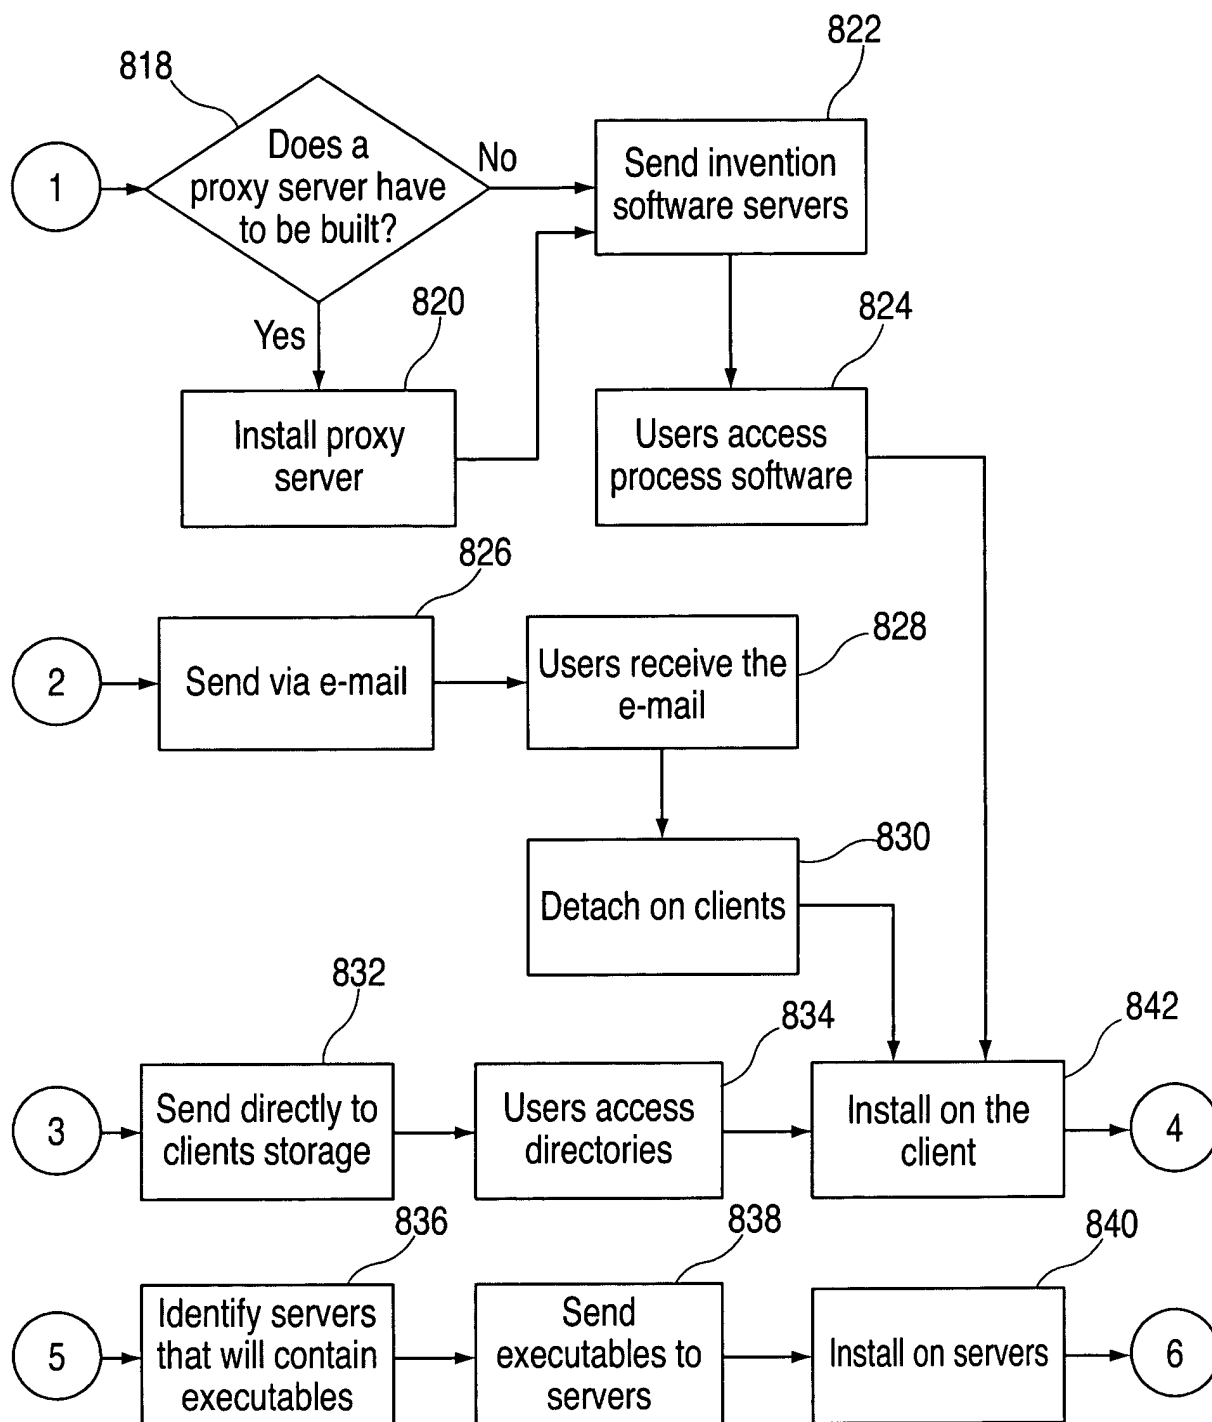 818
822
1
Does a
proxy server have
to be built?
No
Send invention
software servers
Yes
820
824
Install proxy
server
Users access
process software
826
828
2
Send via e-mail
Users receive the
e-mail
830
Detach on clients
832
834
842
3
Send directly to
clients storage
Users access
directories
Install on the
client
4
836
838
840
5
Identify servers
that will contain
executables
Send
executables to
servers
Install on servers
6